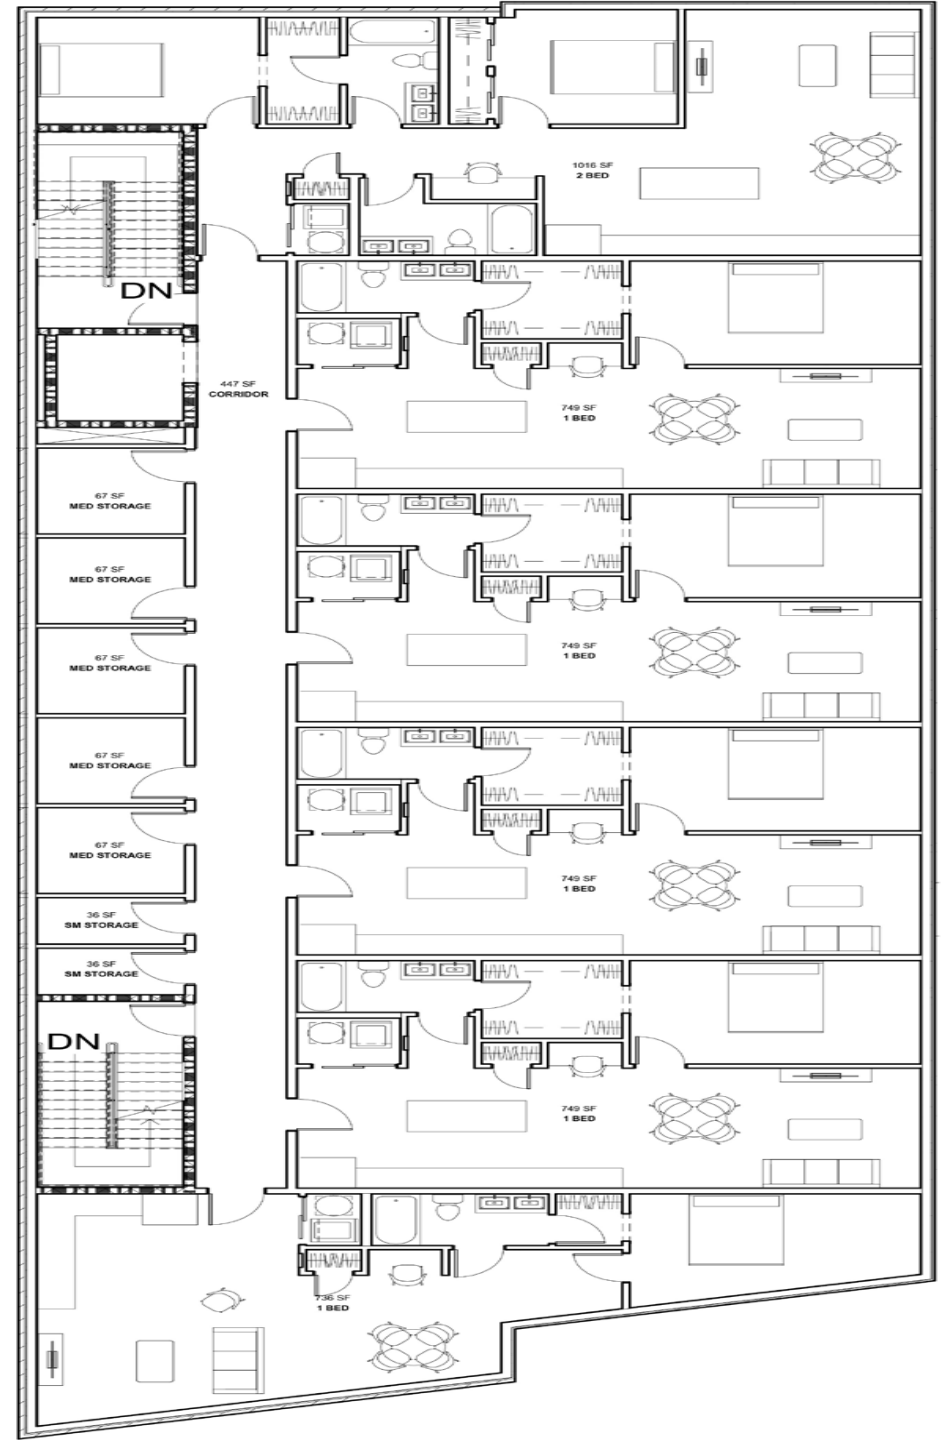 1016 SF
2 BED
DN
447 SF
CORRIDOR
749 SF
1 BED
67 SF
MED STORAGE
67 SF
MED STORAGE
749 SF
1 BED
67 SF
MED STORAGE
67 SF
MED STORAGE
67 SF
MED STORAGE
749 SF
1 BED
36 SF
SM STORAGE
36 SF
SM STORAGE
DN
749 SF
1 BED
736 SF
1 BED